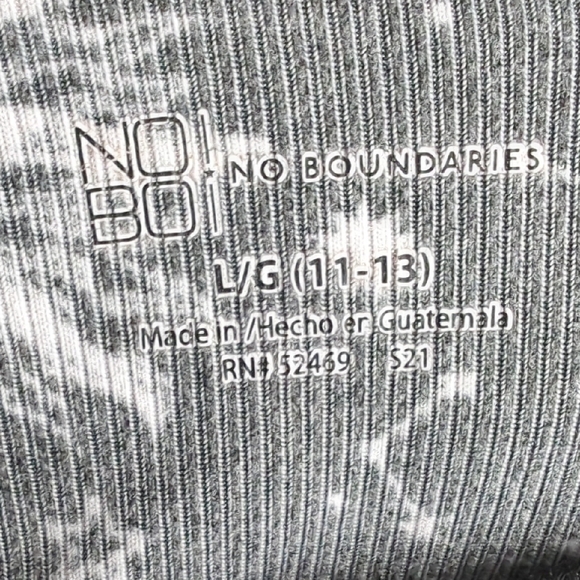 NO
BO
NO BOUNDARIES
L/G (11-13)
Made in /Hecho en Guatemala
RN# 52469 S21